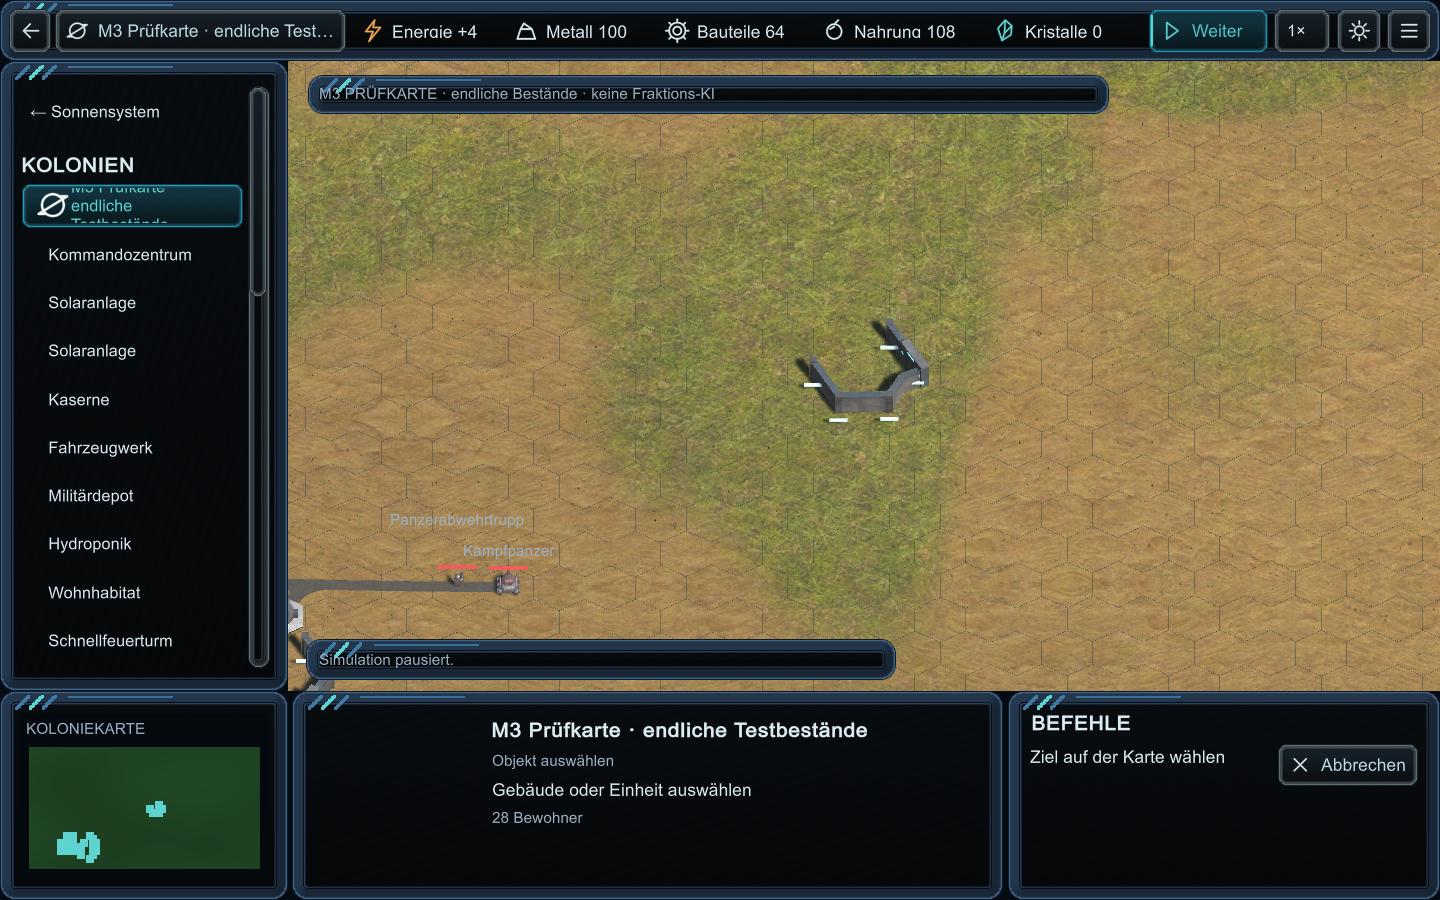 M3 Prüfkarte · endliche Test…
Energie +4
Metall 100
Bauteile 64
Nahrung 108
Kristalle 0
Weiter
1×
← Sonnensystem
KOLONIEN
M3 Prüfkarte
endliche
Testbestände
Kommandozentrum
Solaranlage
Solaranlage
Kaserne
Fahrzeugwerk
Militärdepot
Hydroponik
Wohnhabitat
Schnellfeuerturm
M3 PRÜFKARTE · endliche Bestände · keine Fraktions-KI
Panzerabwehrtrupp
Kampfpanzer
Simulation pausiert.
KOLONIEKARTE
M3 Prüfkarte · endliche Testbestände
Objekt auswählen
Gebäude oder Einheit auswählen
28 Bewohner
BEFEHLE
Ziel auf der Karte wählen
Abbrechen